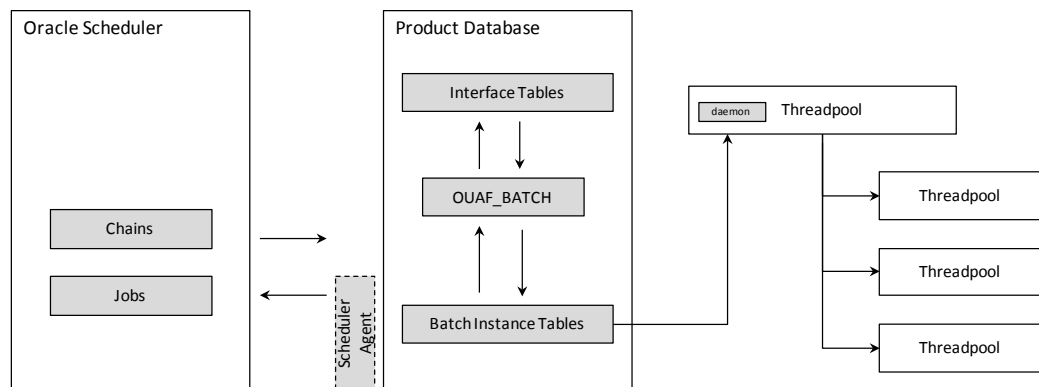 Oracle Scheduler
Chains
Jobs
Scheduler
Agent
Product Database
Interface Tables
OUAF_BATCH
Batch Instance Tables
daemon
Threadpool
Threadpool
Threadpool
Threadpool